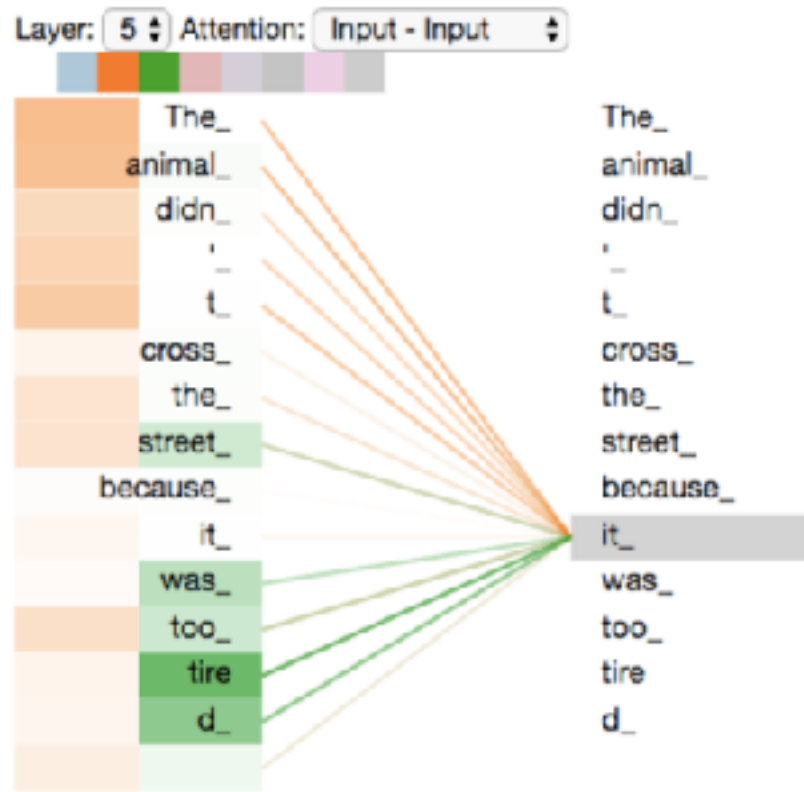 Layer: 5 Attention: Input - Input
The_ The_
animal_ animal_
didn_ didn_
'_ '_
t_ t_
cross_ cross_
the_ the_
street_ street_
because_ because_
it_ it_
was_ was_
too_ too_
tire tire
d_ d_